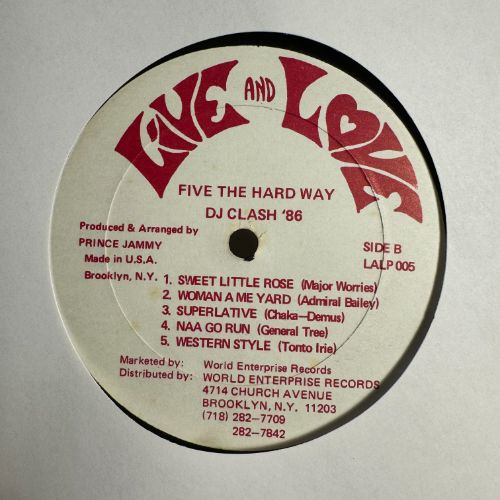 LIVE AND LOVE
FIVE THE HARD WAY
DJ CLASH '86
Produced & Arranged by
PRINCE JAMMY
Made in U.S.A.
Brooklyn, N.Y.
SIDE B
LALP 005
1. SWEET LITTLE ROSE (Major Worries)
2. WOMAN A ME YARD (Admiral Bailey)
3. SUPERLATIVE (Chaka—Demus)
4. NAA GO RUN (General Tree)
5. WESTERN STYLE (Tonto Irie)
Marketed by: World Enterprise Records
Distributed by: WORLD ENTERPRISE RECORDS
4714 CHURCH AVENUE
BROOKLYN, N.Y. 11203
(718) 282—7709
282—7842